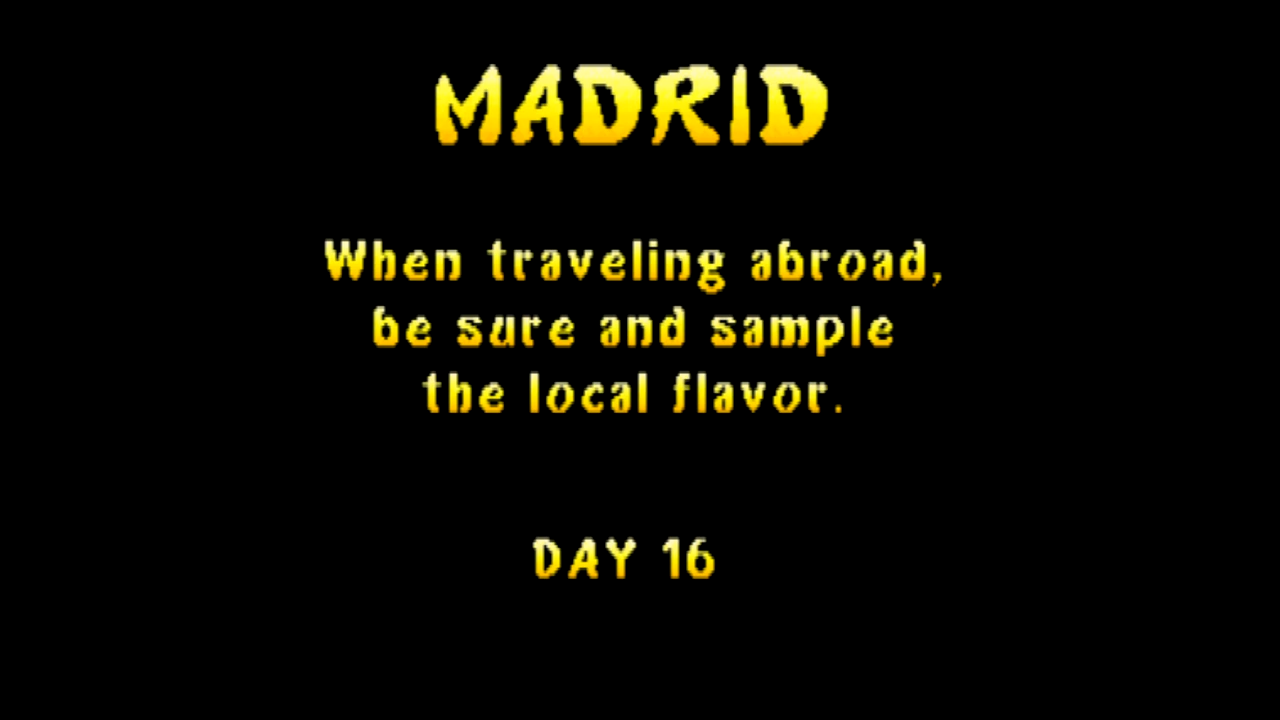 MADRID
When traveling abroad,
be sure and sample
the local flavor.
DAY 16